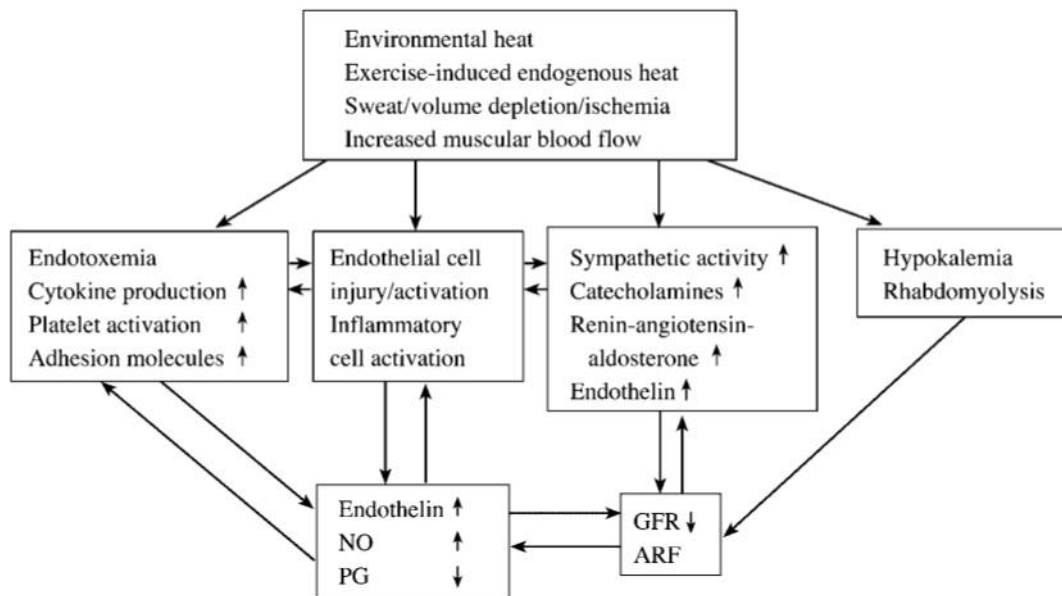 Environmental heat
Exercise-induced endogenous heat
Sweat/volume depletion/ischemia
Increased muscular blood flow
Endotoxemia
Cytokine production ↑
Platelet activation ↑
Adhesion molecules ↑
Endothelial cell
injury/activation
Inflammatory
cell activation
Sympathetic activity ↑
Catecholamines ↑
Renin-angiotensin-
aldosterone ↑
Endothelin ↑
Hypokalemia
Rhabdomyolysis
Endothelin ↑
NO ↑
PG ↓
GFR ↓
ARF